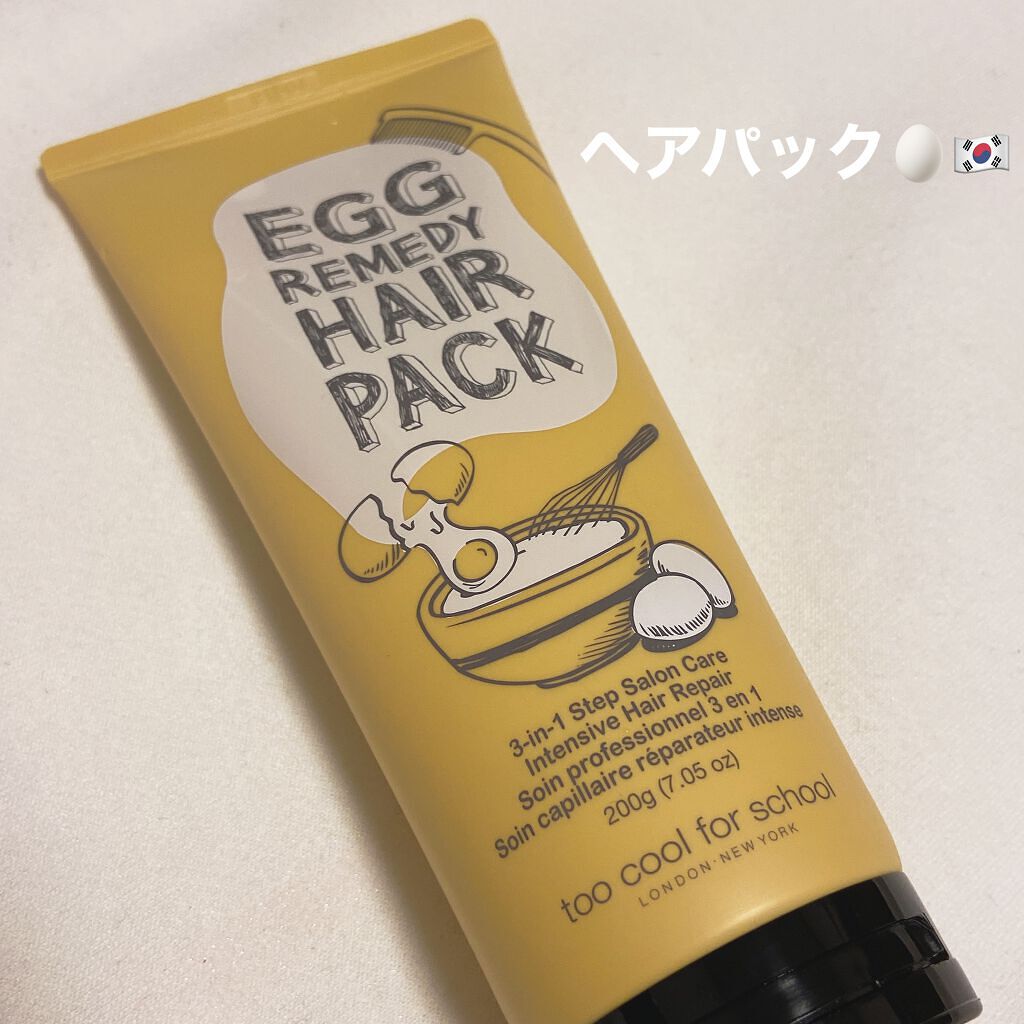 ヘアパック🥚🇰🇷
EGG
REMEDY
HAIR
PACK
3-in-1 Step Salon Care
Intensive Hair Repair
Soin professionnel 3 en 1
Soin capillaire réparateur intense
200g (7.05 oz)
too cool for school
LONDON·NEW YORK